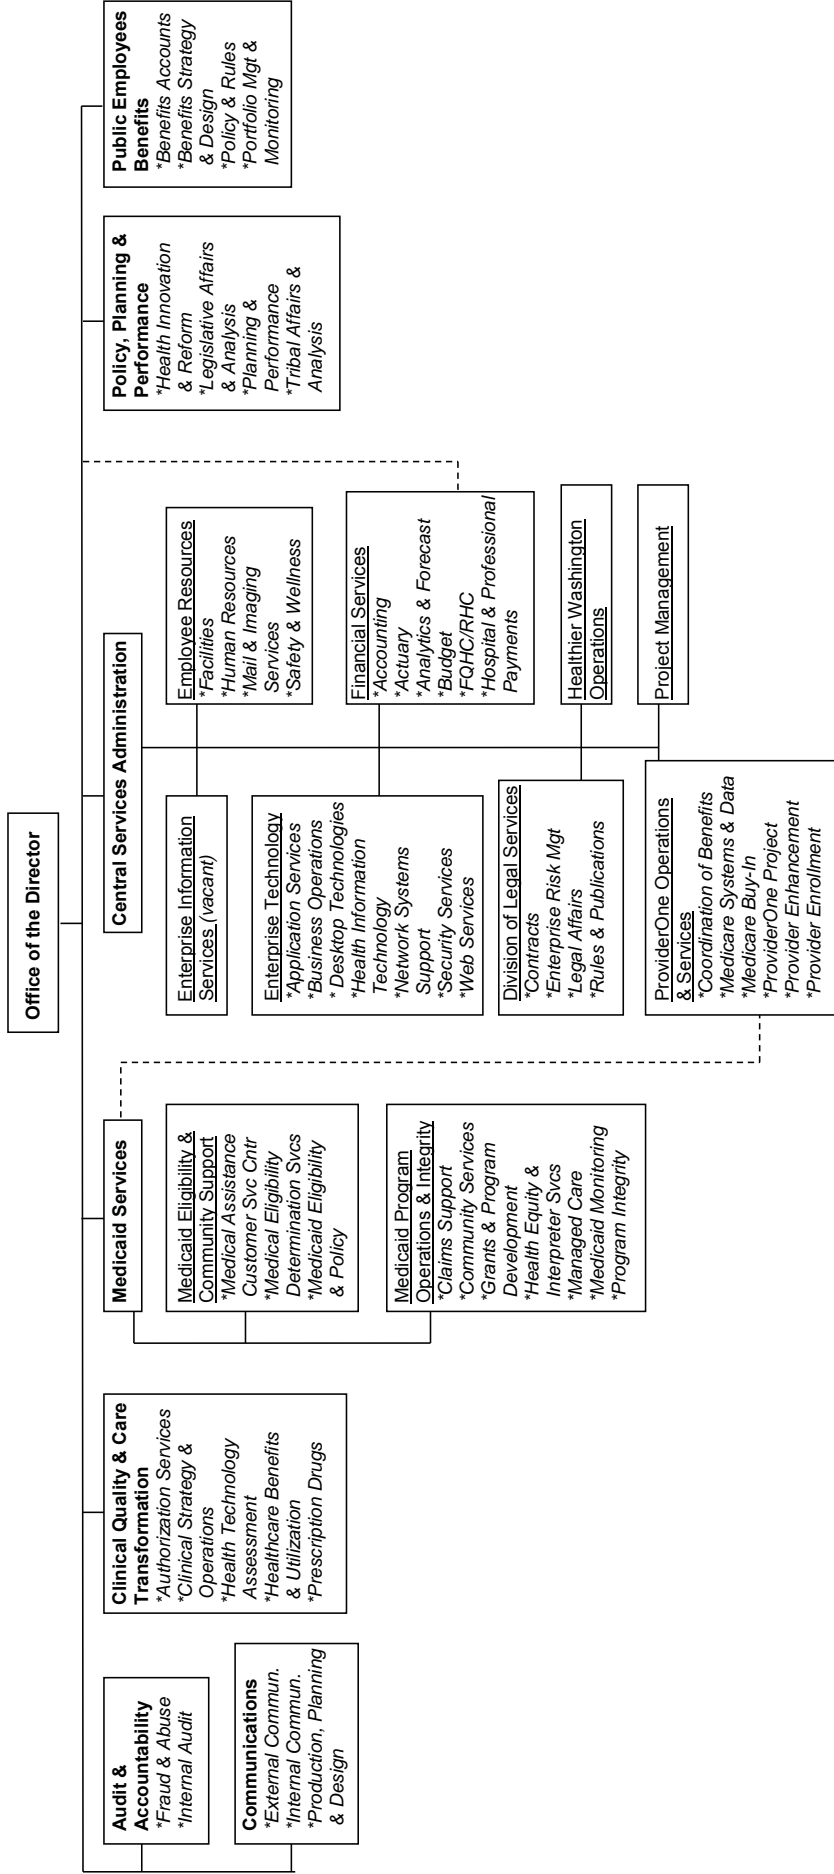 Office of the Director
Audit &
Accountability
*Fraud & Abuse
*Internal Audit
Communications
*External Commun.
*Internal Commun.
*Production, Planning
& Design
Clinical Quality & Care
Transformation
*Authorization Services
*Clinical Strategy &
Operations
*Health Technology
Assessment
*Healthcare Benefits
& Utilization
*Prescription Drugs
Medicaid Services
Medicaid Eligibility &
Community Support
*Medical Assistance
Customer Svc Cntr
*Medical Eligibility
Determination Svcs
*Medicaid Eligibility
& Policy
Medicaid Program
Operations & Integrity
*Claims Support
*Community Services
*Grants & Program
Development
*Health Equity &
Interpreter Svcs
*Managed Care
*Medicaid Monitoring
*Program Integrity
Central Services Administration
Enterprise Information
Services (vacant)
Enterprise Technology
*Application Services
*Business Operations
* Desktop Technologies
*Health Information
Technology
*Network Systems
Support
*Security Services
*Web Services
Division of Legal Services
*Contracts
*Enterprise Risk Mgt
*Legal Affairs
*Rules & Publications
ProviderOne Operations
& Services
*Coordination of Benefits
*Medicare Systems & Data
*Medicare Buy-In
*ProviderOne Project
*Provider Enhancement
*Provider Enrollment
Employee Resources
*Facilities
*Human Resources
*Mail & Imaging
Services
*Safety & Wellness
Financial Services
*Accounting
*Actuary
*Analytics & Forecast
*Budget
*FQHC/RHC
*Hospital & Professional
Payments
Healthier Washington
Operations
Project Management
Policy, Planning &
Performance
*Health Innovation
& Reform
*Legislative Affairs
& Analysis
*Planning &
Performance
*Tribal Affairs &
Analysis
Public Employees
Benefits
*Benefits Accounts
*Benefits Strategy
& Design
*Policy & Rules
*Portfolio Mgt &
Monitoring